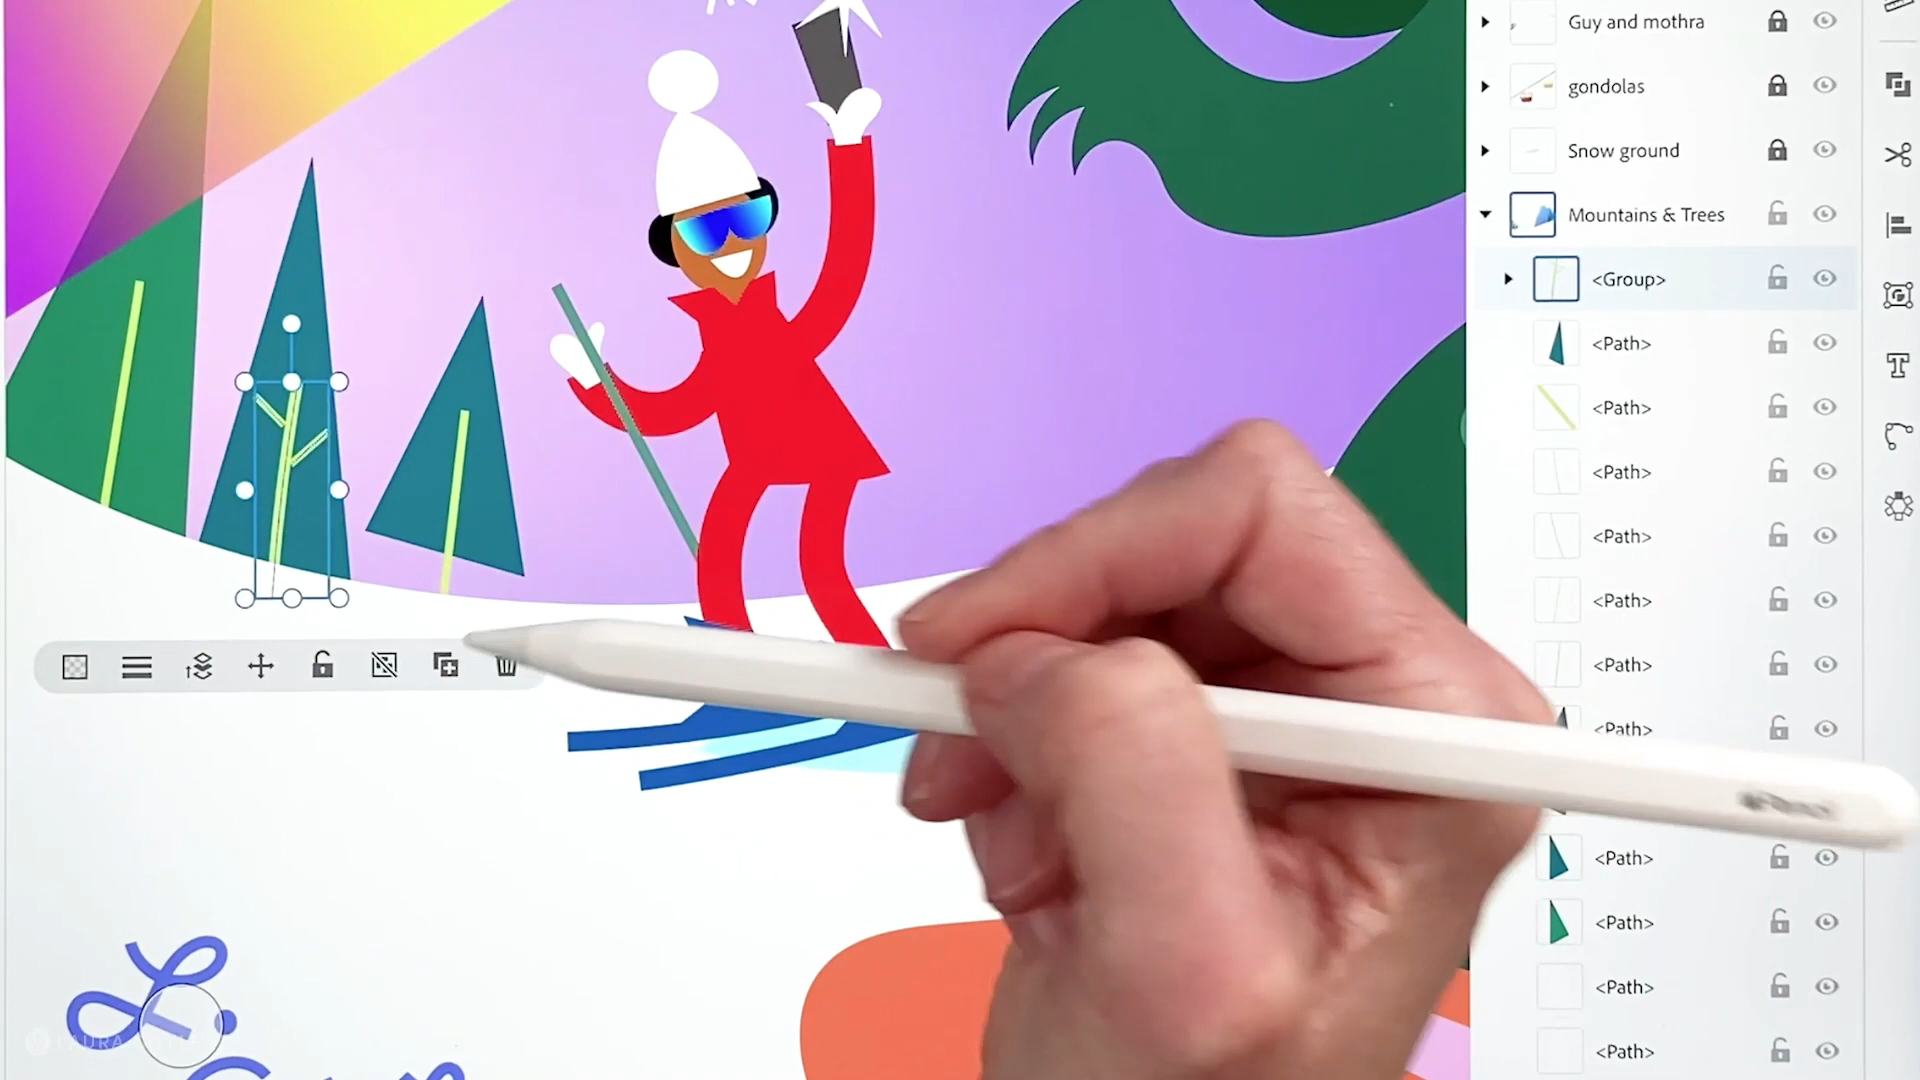 Guy and mothra
gondolas
Snow ground
Mountains & Trees
<Group>
<Path>
<Path>
<Path>
<Path>
<Path>
<Path>
<Path>
<Path>
<Path>
<Path>
<Path>